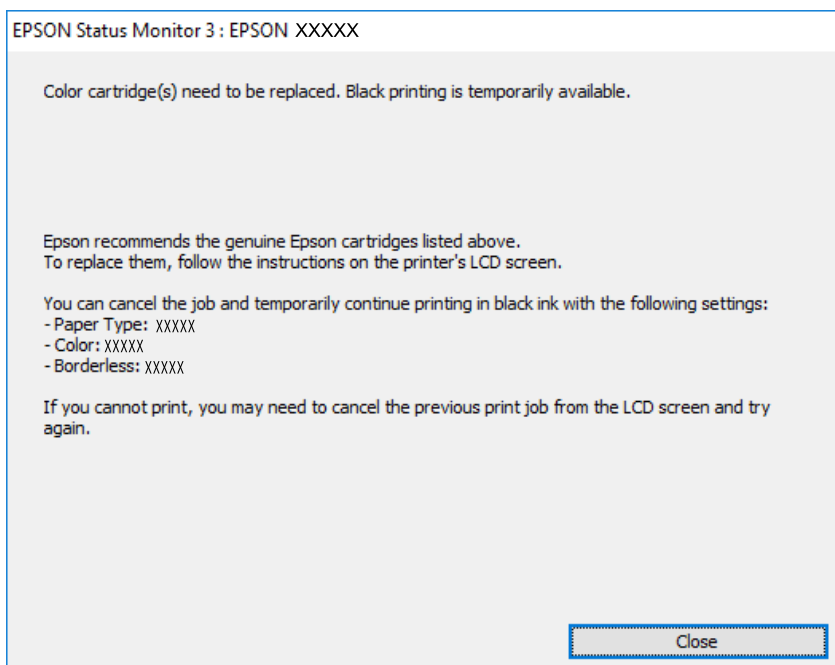 EPSON Status Monitor 3 : EPSON XXXXX
Color cartridge(s) need to be replaced. Black printing is temporarily available.
Epson recommends the genuine Epson cartridges listed above.
To replace them, follow the instructions on the printer's LCD screen.
You can cancel the job and temporarily continue printing in black ink with the following settings:
- Paper Type: XXXXX
- Color: XXXXX
- Borderless: XXXXX
If you cannot print, you may need to cancel the previous print job from the LCD screen and try
again.
Close